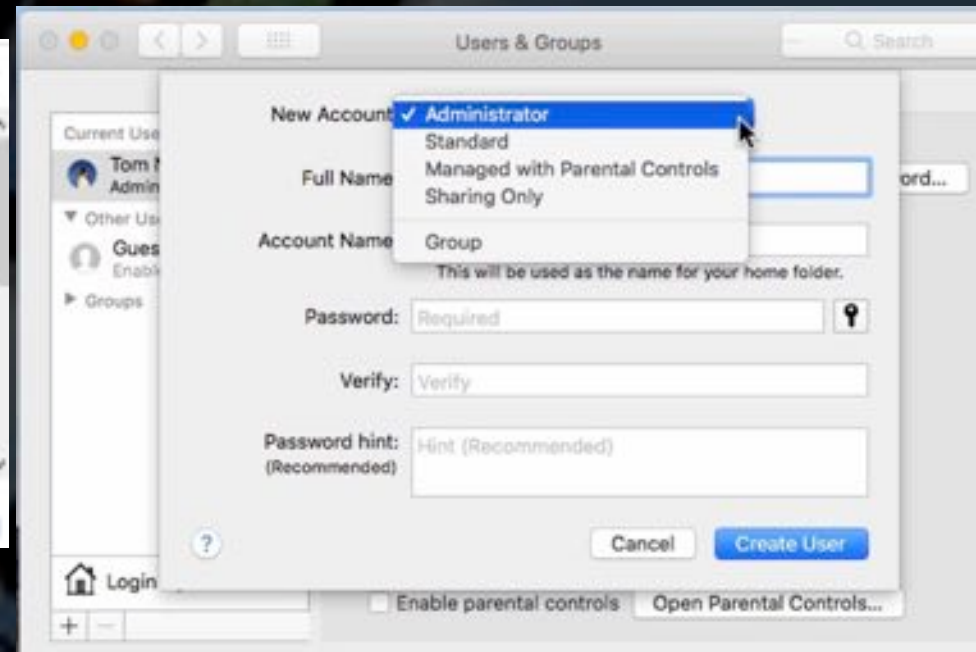 Users & Groups
Search
New Account
Administrator
Standard
Managed with Parental Controls
Sharing Only
Group
Current Use
Tom
Admin
Other Us
Gues
Enabl
Groups
Full Name
ord...
Account Name
This will be used as the name for your home folder.
Password: Required
Verify: Verify
Password hint: Hint (Recommended)
(Recommended)
? Cancel Create User
Login
Enable parental controls Open Parental Controls...
+ −